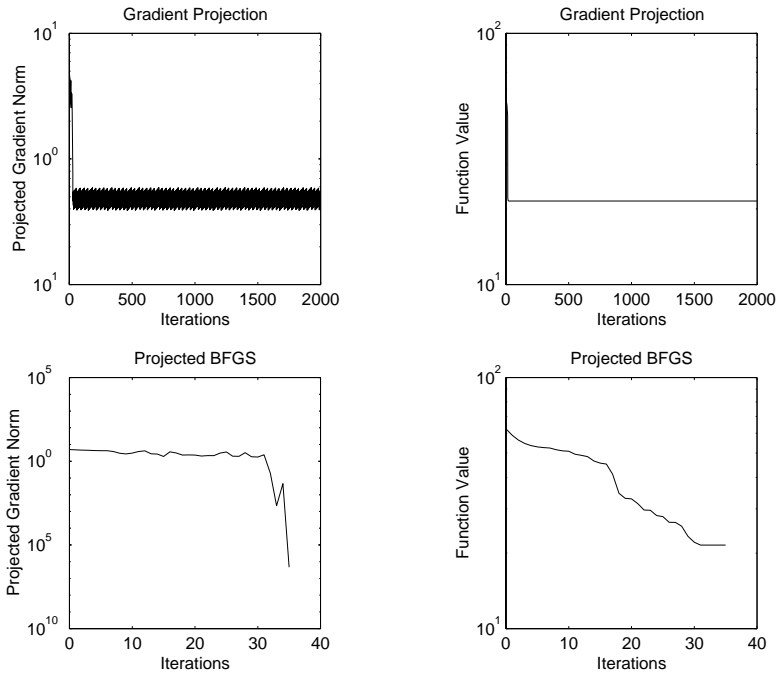 Gradient Projection
10^1
10^0
10^1
Projected Gradient Norm
0 500 1000 1500 2000
Iterations
Gradient Projection
10^2
10^1
Function Value
0 500 1000 1500 2000
Iterations
Projected BFGS
10^5
10^0
10^5
10^10
Projected Gradient Norm
0 10 20 30 40
Iterations
Projected BFGS
10^2
10^1
Function Value
0 10 20 30 40
Iterations